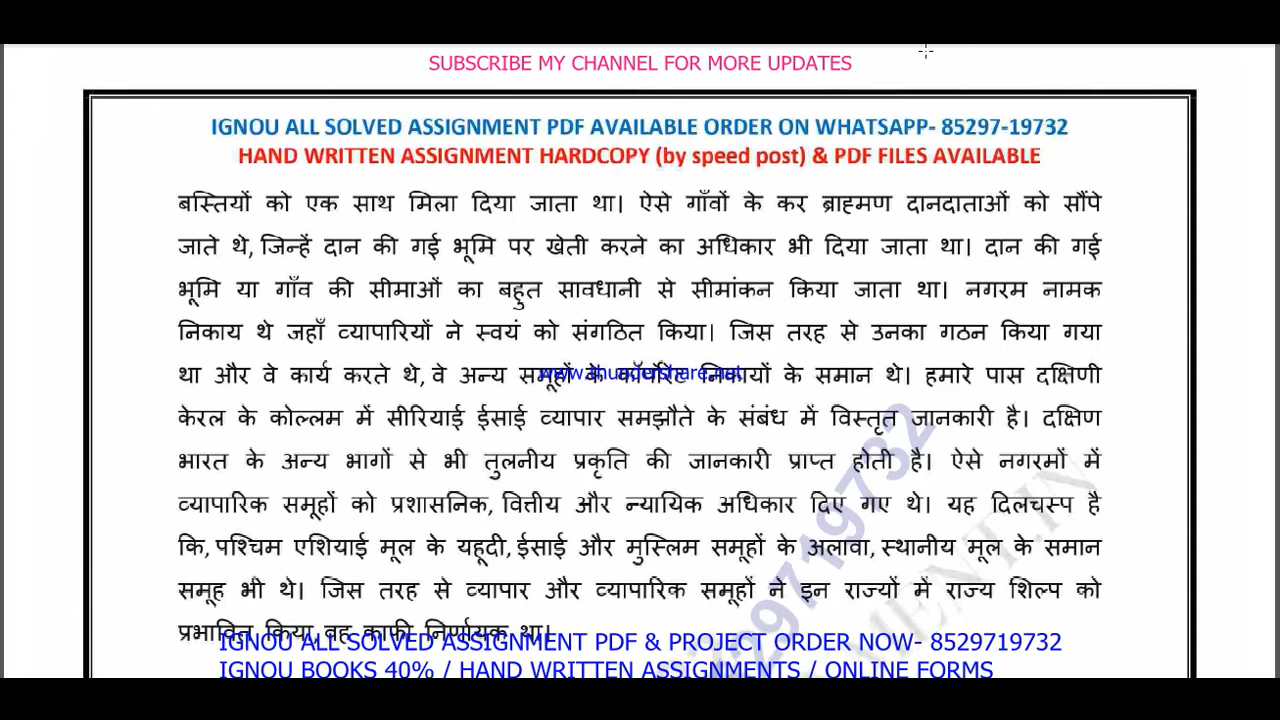 SUBSCRIBE MY CHANNEL FOR MORE UPDATES
IGNOU ALL SOLVED ASSIGNMENT PDF AVAILABLE ORDER ON WHATSAPP- 85297-19732
HAND WRITTEN ASSIGNMENT HARDCOPY (by speed post) & PDF FILES AVAILABLE
बस्तियों को एक साथ मिला दिया जाता था। ऐसे गाँवों के कर ब्राह्मण दानदाताओं को सौंपे
जाते थे, जिन्हें दान की गई भूमि पर खेती करने का अधिकार भी दिया जाता था। दान की गई
भूमि या गाँव की सीमाओं का बहुत सावधानी से सीमांकन किया जाता था। नगरम नामक
निकाय थे जहाँ व्यापारियों ने स्वयं को संगठित किया। जिस तरह से उनका गठन किया गया
था और वे कार्य करते थे, वे अन्य समूहों के कॉर्पोरेट निकायों के समान थे। हमारे पास दक्षिणी
www.thundershare.net
केरल के कोल्लम में सीरियाई ईसाई व्यापार समझौते के संबंध में विस्तृत जानकारी है। दक्षिण
भारत के अन्य भागों से भी तुलनीय प्रकृति की जानकारी प्राप्त होती है। ऐसे नगरमों में
व्यापारिक समूहों को प्रशासनिक, वित्तीय और न्यायिक अधिकार दिए गए थे। यह दिलचस्प है
कि, पश्चिम एशियाई मूल के यहूदी, ईसाई और मुस्लिम समूहों के अलावा, स्थानीय मूल के समान
समूह भी थे। जिस तरह से व्यापार और व्यापारिक समूहों ने इन राज्यों में राज्य शिल्प को
प्रभावित किया, वह काफी निर्णायक था।
IGNOU ALL SOLVED ASSIGNMENT PDF & PROJECT ORDER NOW- 8529719732
IGNOU BOOKS 40% / HAND WRITTEN ASSIGNMENTS / ONLINE FORMS